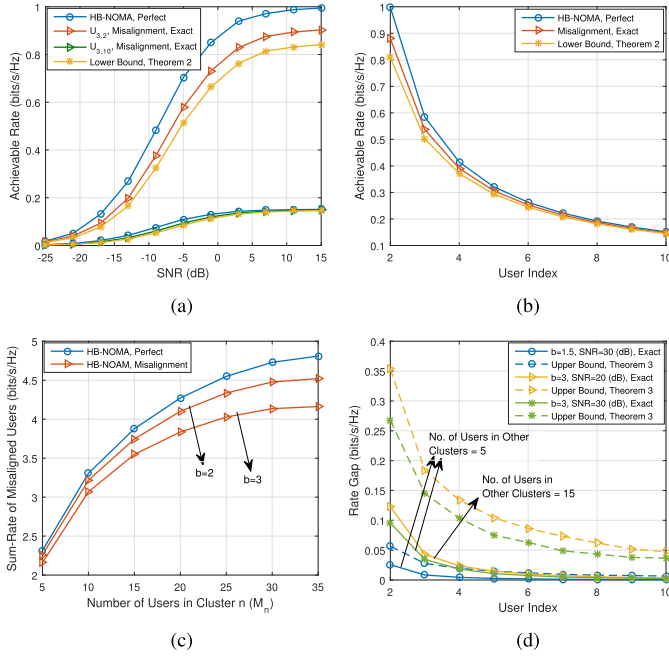 Achievable Rate (bits/s/Hz)
1
0.8
0.6
0.4
0.2
0
HB-NOMA, Perfect
U3,2, Misalignment, Exact
U3,10, Misalignment, Exact
Lower Bound, Theorem 2
-25 -20 -15 -10 -5 0 5 10 15
SNR (dB)
(a)
Achievable Rate (bits/s/Hz)
1
0.9
0.8
0.7
0.6
0.5
0.4
0.3
0.2
0.1
HB-NOMA, Perfect
Misalignment, Exact
Lower Bound, Theorem 2
2 4 6 8 10
User Index
(b)
Sum-Rate of Misaligned Users (bits/s/Hz)
5
4.5
4
3.5
3
2.5
2
HB-NOMA, Perfect
HB-NOAM, Misalignment
b=2
b=3
5 10 15 20 25 30 35
Number of Users in Cluster n (Mn)
(c)
Rate Gap (bits/s/Hz)
0.4
0.35
0.3
0.25
0.2
0.15
0.1
0.05
0
b=1.5, SNR=30 (dB), Exact
Upper Bound, Theorem 3
b=3, SNR=20 (dB), Exact
Upper Bound, Theorem 3
b=3, SNR=30 (dB), Exact
Upper Bound, Theorem 3
No. of Users in Other
Clusters = 5
No. of Users in
Other Clusters = 15
2 4 6 8 10
User Index
(d)